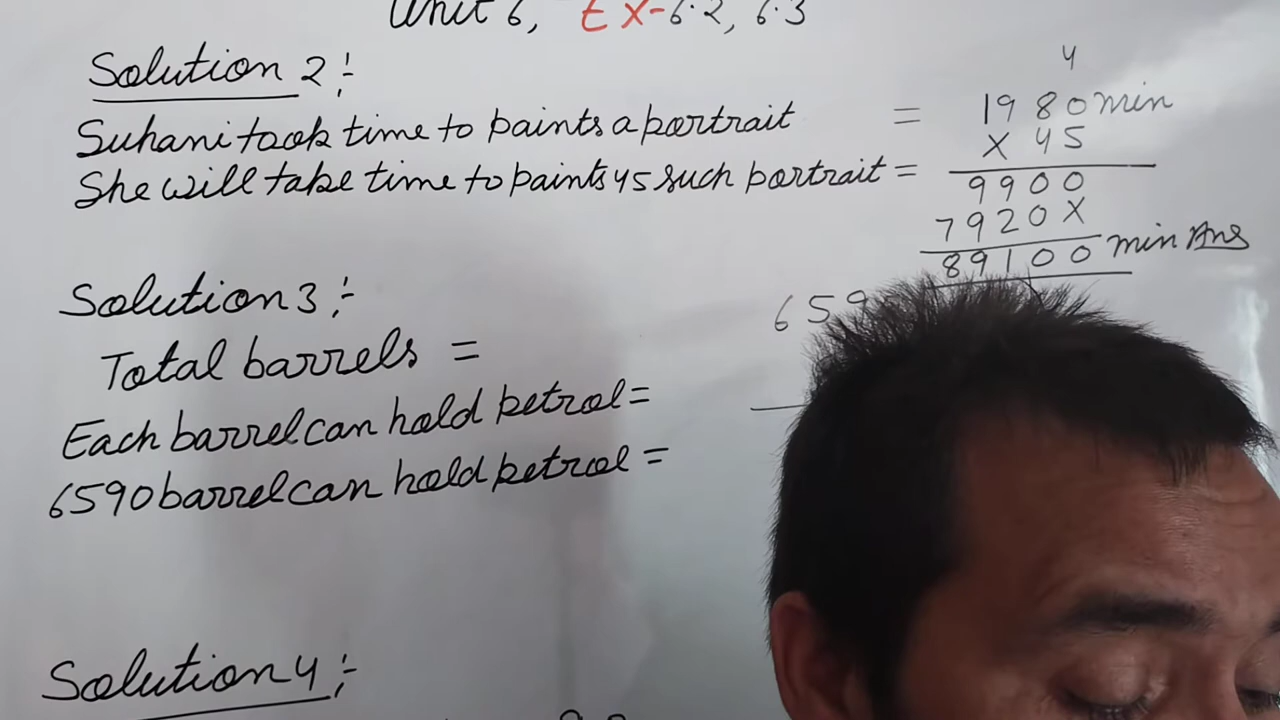 Unit 6, Ex-6.2, 6.3
Solution 2:-
4
Suhani took time to paints a portrait = 1980 min
X 45
She will take time to paints 45 such portrait =
9900
7920X
89100 min Ans
Solution 3:-
659
Total barrels =
Each barrel can hold petrol =
6590 barrel can hold petrol =
Solution 4:-